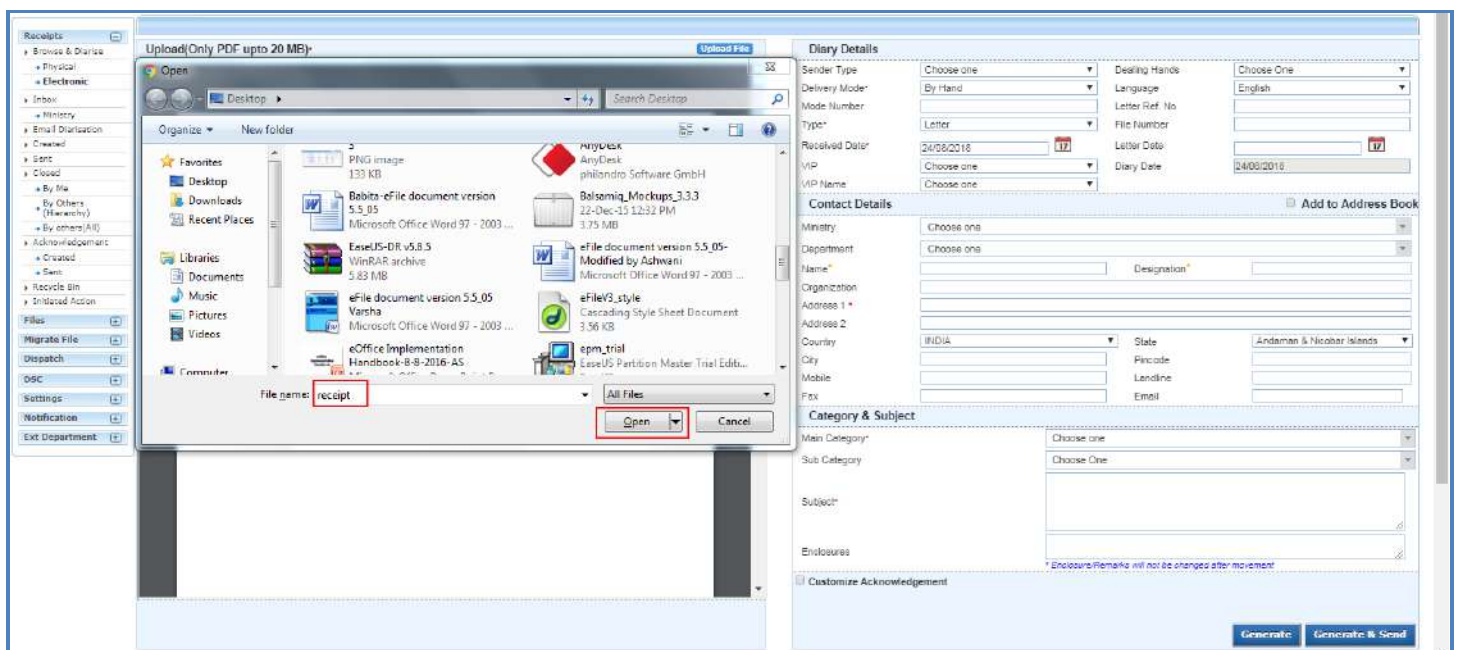 Receipts
Browse & Diarise
Physical
Electronic
Inbox
Ministry
Email Diarisation
Created
Sent
Closed
By Me
By Others
(Hierarchy)
By others(All)
Acknowledgement
Created
Sent
Recycle Bin
Initiated Action
Files
Migrate File
Dispatch
DSC
Settings
Notification
Ext Department
Upload(Only PDF upto 20 MB)*
Upload File
Open
Desktop
Search Desktop
Organize
New folder
Favorites
Desktop
Downloads
Recent Places
Libraries
Documents
Music
Pictures
Videos
Computer
3
PNG image
133 KB
AnyDesk
AnyDesk
philandro Software GmbH
Babita-eFile document version
5.5_05
Microsoft Office Word 97 - 2003 ...
Balsamiq_Mockups_3.3.3
22-Dec-15 12:32 PM
3.75 MB
EaseUS-DR v5.8.5
WinRAR archive
5.83 MB
eFile document version 5.5_05-
Modified by Ashwani
Microsoft Office Word 97 - 2003 ...
eFile document version 5.5_05
Varsha
Microsoft Office Word 97 - 2003 ...
eFileV3_style
Cascading Style Sheet Document
3.56 KB
eOffice Implementation
Handbook-8-8-2016-AS
epm_trial
EaseUS Partition Master Trial Editi...
File name: receipt
All Files
Open
Cancel
Diary Details
Sender Type Choose one Dealing Hands Choose One
Delivery Mode* By Hand Language English
Mode Number Letter Ref. No
Type* Letter File Number
Received Date* 24/08/2016 17 Letter Date 17
VIP Choose one Diary Date 24/08/2016
VIP Name Choose one
Contact Details Add to Address Book
Ministry Choose one
Department Choose one
Name* Designation*
Organization
Address 1 *
Address 2
Country INDIA State Andaman & Nicobar Islands
City Pincode
Mobile Landline
Fax Email
Category & Subject
Main Category* Choose one
Sub Category Choose One
Subject*
Enclosures
* Enclosure/Remarks will not be changed after movement
Customize Acknowledgement
Generate Generate & Send